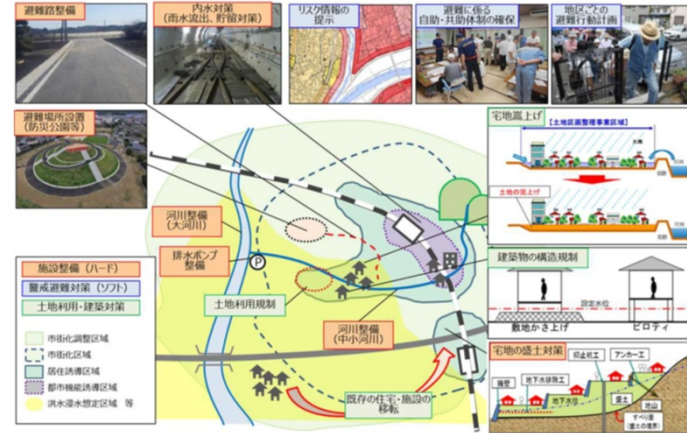 避難路整備
内水対策
(雨水流出、貯留対策)
リスク情報の
提示
避難に係る
自助・共助体制の確保
地区ごとの
避難行動計画
避難場所設置
(防災公園等)
宅地嵩上げ
【土地区画整理事業区域】
土地の嵩上げ
河川整備
(大河川)
排水ポンプ
整備
P
土地利用規制
河川整備
(中小河川)
既存の住宅・施設の
移転
建築物の構造規制
設定水位
敷地かさ上げ
ピロティ
宅地の盛土対策
抑止杭工
アンカー工
擁壁
地下水排除工
地下水位
盛土
地山
すべり面
(盛土の境界)
施設整備(ハード)
警戒避難対策(ソフト)
土地利用・建築対策
市街化調整区域
市街化区域
居住誘導区域
都市機能誘導区域
洪水浸水想定区域 等